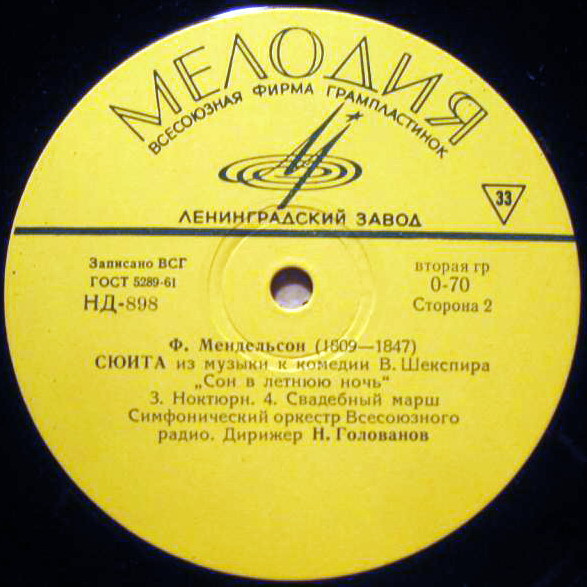 МЕЛОДИЯ
ВСЕСОЮЗНАЯ ФИРМА ГРАМПЛАСТИНОК
33
ЛЕНИНГРАДСКИЙ ЗАВОД
Записано ВСГ
ГОСТ 5289-61
НД-898
вторая гр
0-70
Сторона 2
Ф. Мендельсон (1809—1847)
СЮИТА из музыки к комедии В. Шекспира
„Сон в летнюю ночь“
3. Ноктюрн. 4. Свадебный марш
Симфонический оркестр Всесоюзного
радио. Дирижер Н. Голованов